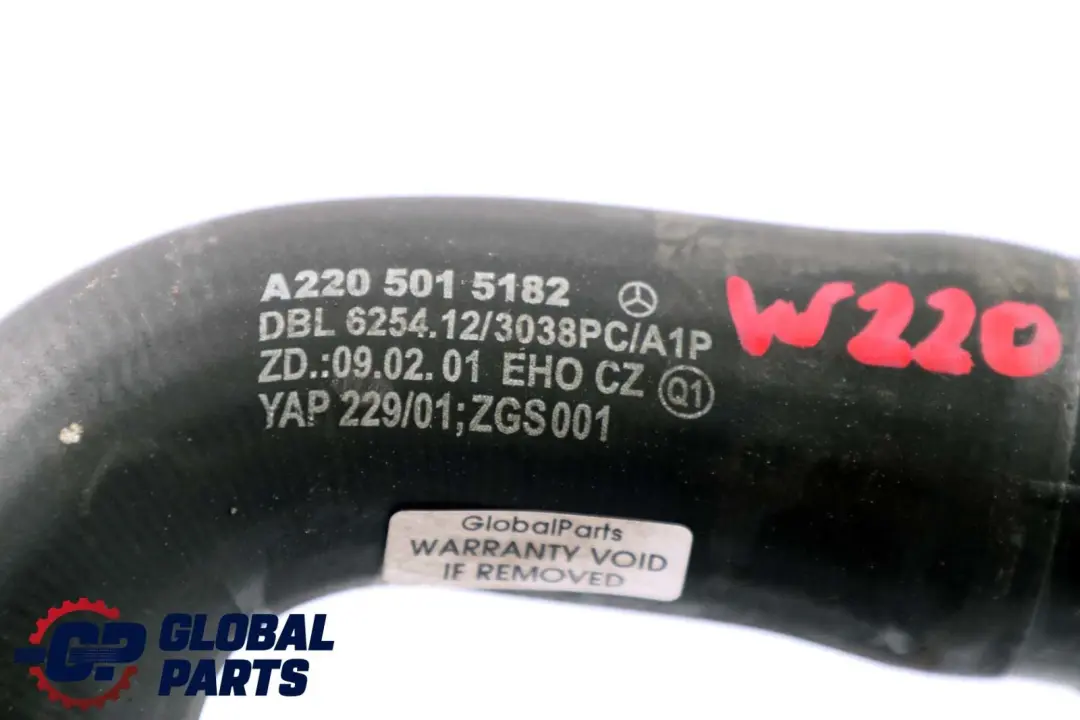 A220 501 5182
DBL 6254.12/3038PC/A1P
ZD.:09.02.01 EHO CZ Q1
YAP 229/01;ZGS001
W220
GlobalParts
WARRANTY VOID
IF REMOVED
GP GLOBAL
PARTS